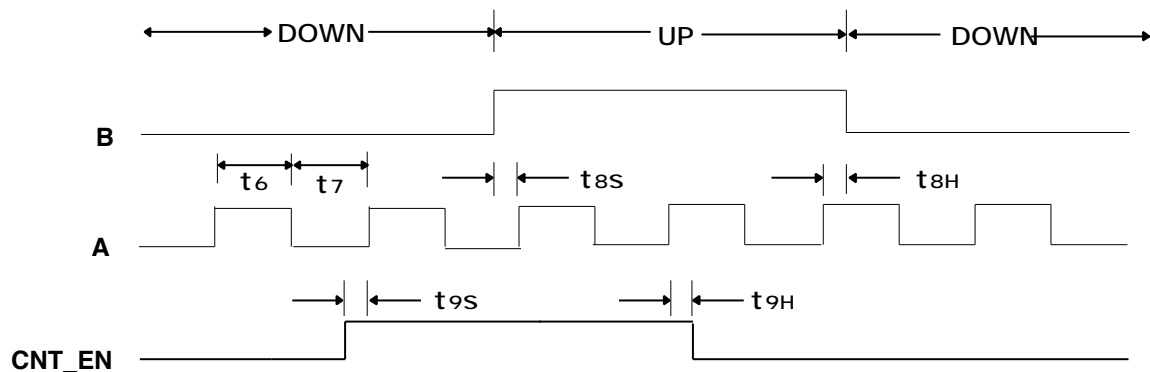 DOWN UP DOWN
B
t6 t7 t8S t8H
A
t9S t9H
CNT_EN